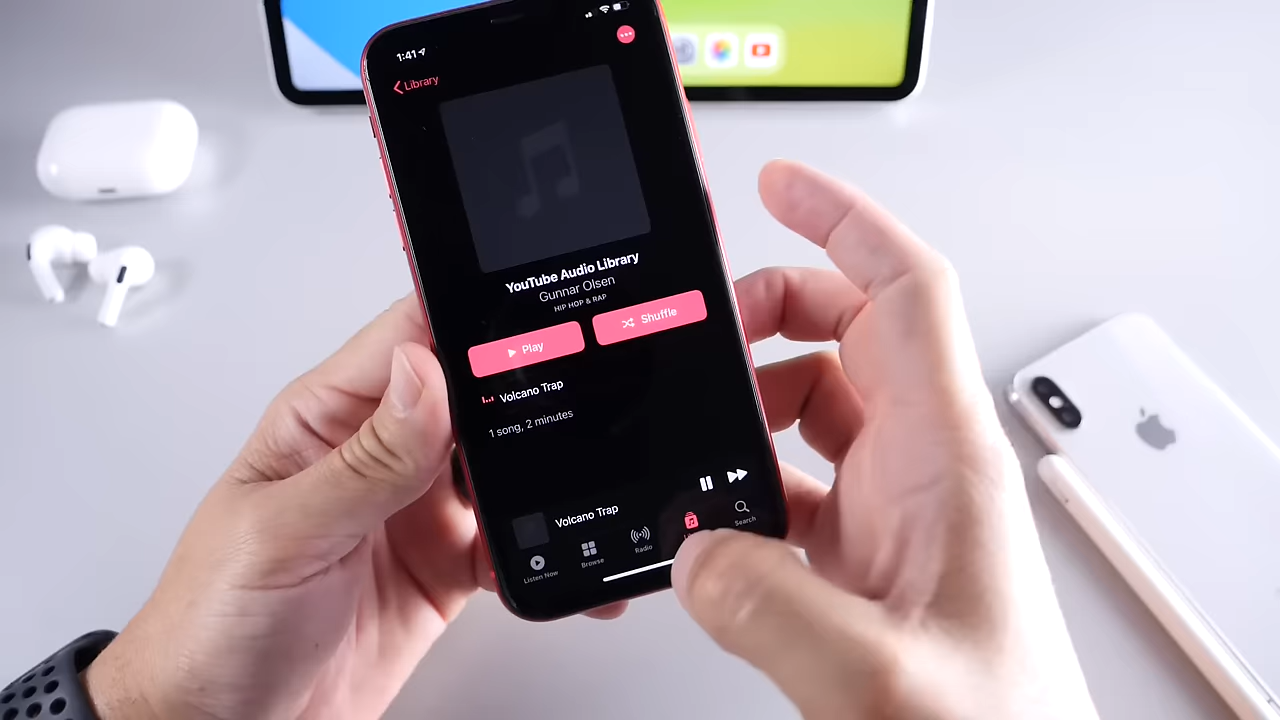 1:41
Library
YouTube Audio Library
Gunnar Olsen
HIP HOP & RAP
Play
Shuffle
Volcano Trap
1 song, 2 minutes
Volcano Trap
Listen Now
Browse
Radio
Search